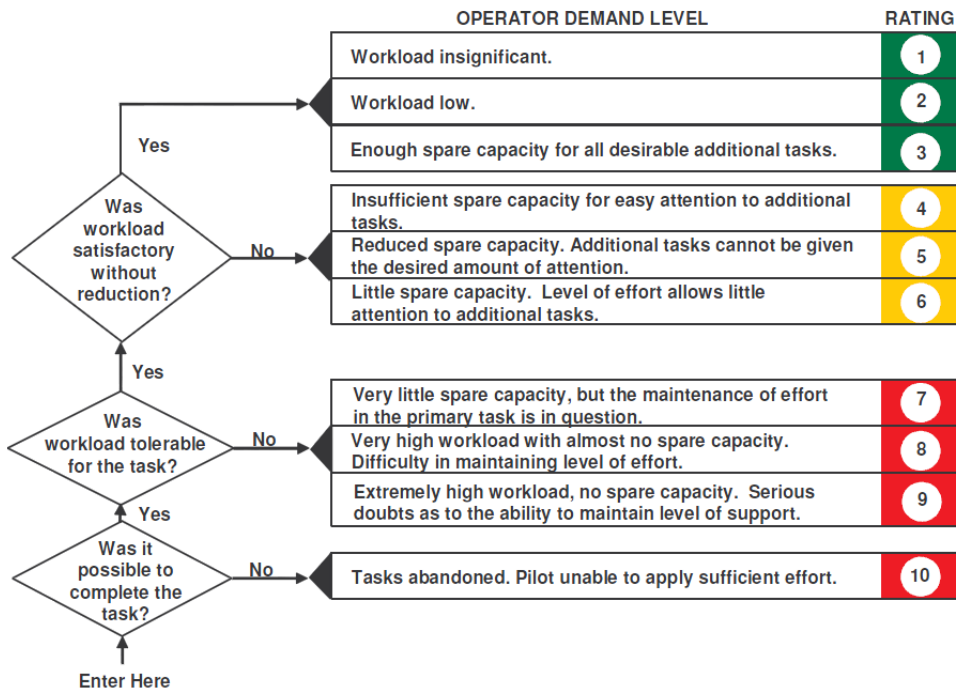 OPERATOR DEMAND LEVEL
RATING
Workload insignificant.
1
Workload low.
2
Yes
Enough spare capacity for all desirable additional tasks.
3
Was
workload
satisfactory
without
reduction?
No
Insufficient spare capacity for easy attention to additional
tasks.
4
Reduced spare capacity. Additional tasks cannot be given
the desired amount of attention.
5
Little spare capacity.  Level of effort allows little
attention to additional tasks.
6
Yes
Was
workload tolerable
for the task?
No
Very little spare capacity, but the maintenance of effort
in the primary task is in question.
7
Very high workload with almost no spare capacity.
Difficulty in maintaining level of effort.
8
Extremely high workload, no spare capacity.  Serious
doubts as to the ability to maintain level of support.
9
Yes
Was it
possible to
complete the
task?
No
Tasks abandoned. Pilot unable to apply sufficient effort.
10
Enter Here